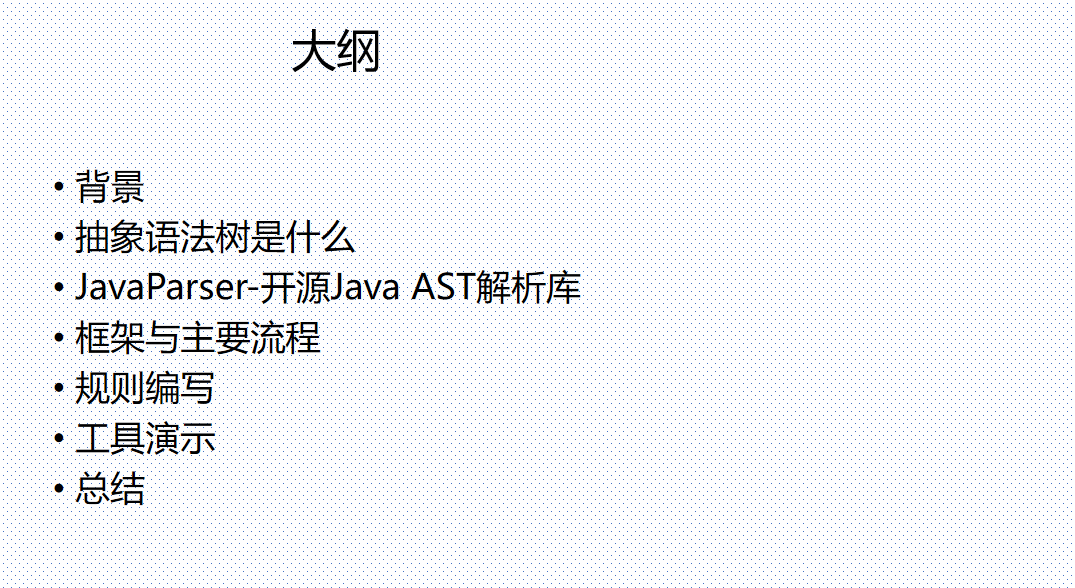 大纲
• 背景
• 抽象语法树是什么
• JavaParser-开源Java AST解析库
• 框架与主要流程
• 规则编写
• 工具演示
• 总结